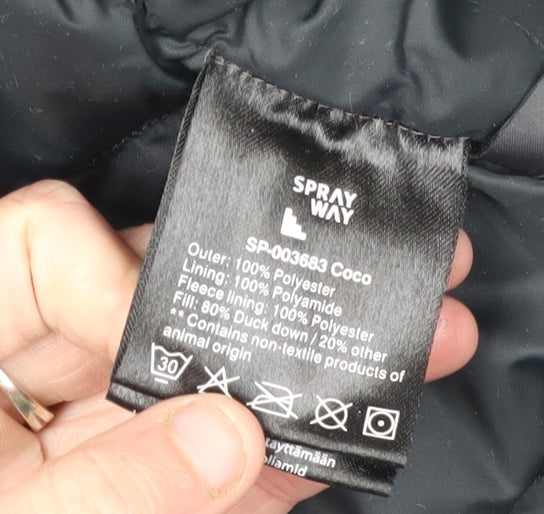 SPRAY
WAY
SP-003683 Coco
Outer: 100% Polyester
Lining: 100% Polyamide
Fleece lining: 100% Polyester
Fill: 80% Duck down / 20% other
** Contains non-textile products of
animal origin
30